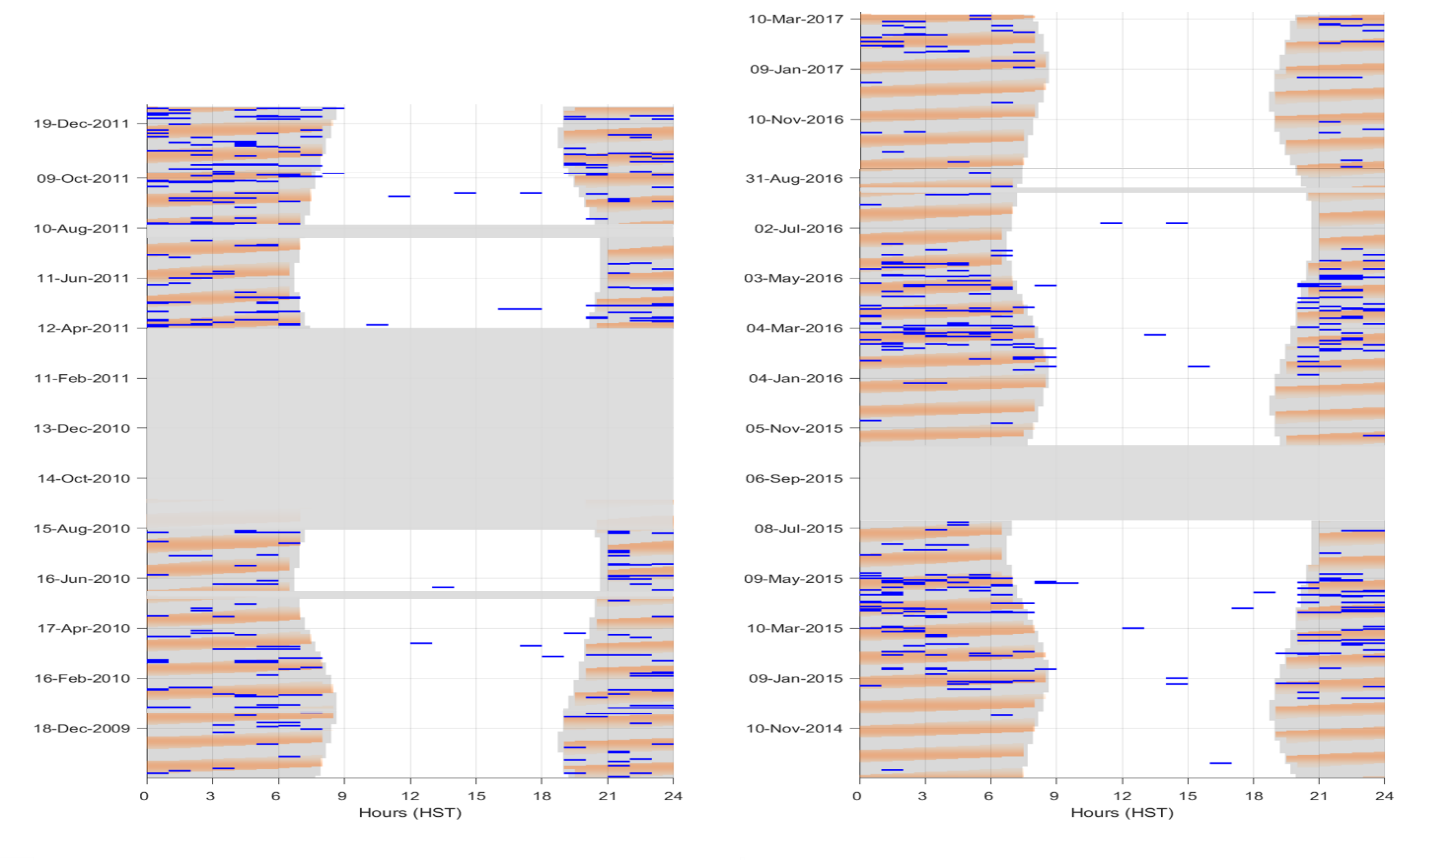 19-Dec-2011
09-Oct-2011
10-Aug-2011
11-Jun-2011
12-Apr-2011
11-Feb-2011
13-Dec-2010
14-Oct-2010
15-Aug-2010
16-Jun-2010
17-Apr-2010
16-Feb-2010
18-Dec-2009
0 3 6 9 12 15 18 21 24
Hours (HST)
10-Mar-2017
09-Jan-2017
10-Nov-2016
31-Aug-2016
02-Jul-2016
03-May-2016
04-Mar-2016
04-Jan-2016
05-Nov-2015
06-Sep-2015
08-Jul-2015
09-May-2015
10-Mar-2015
09-Jan-2015
10-Nov-2014
0 3 6 9 12 15 18 21 24
Hours (HST)